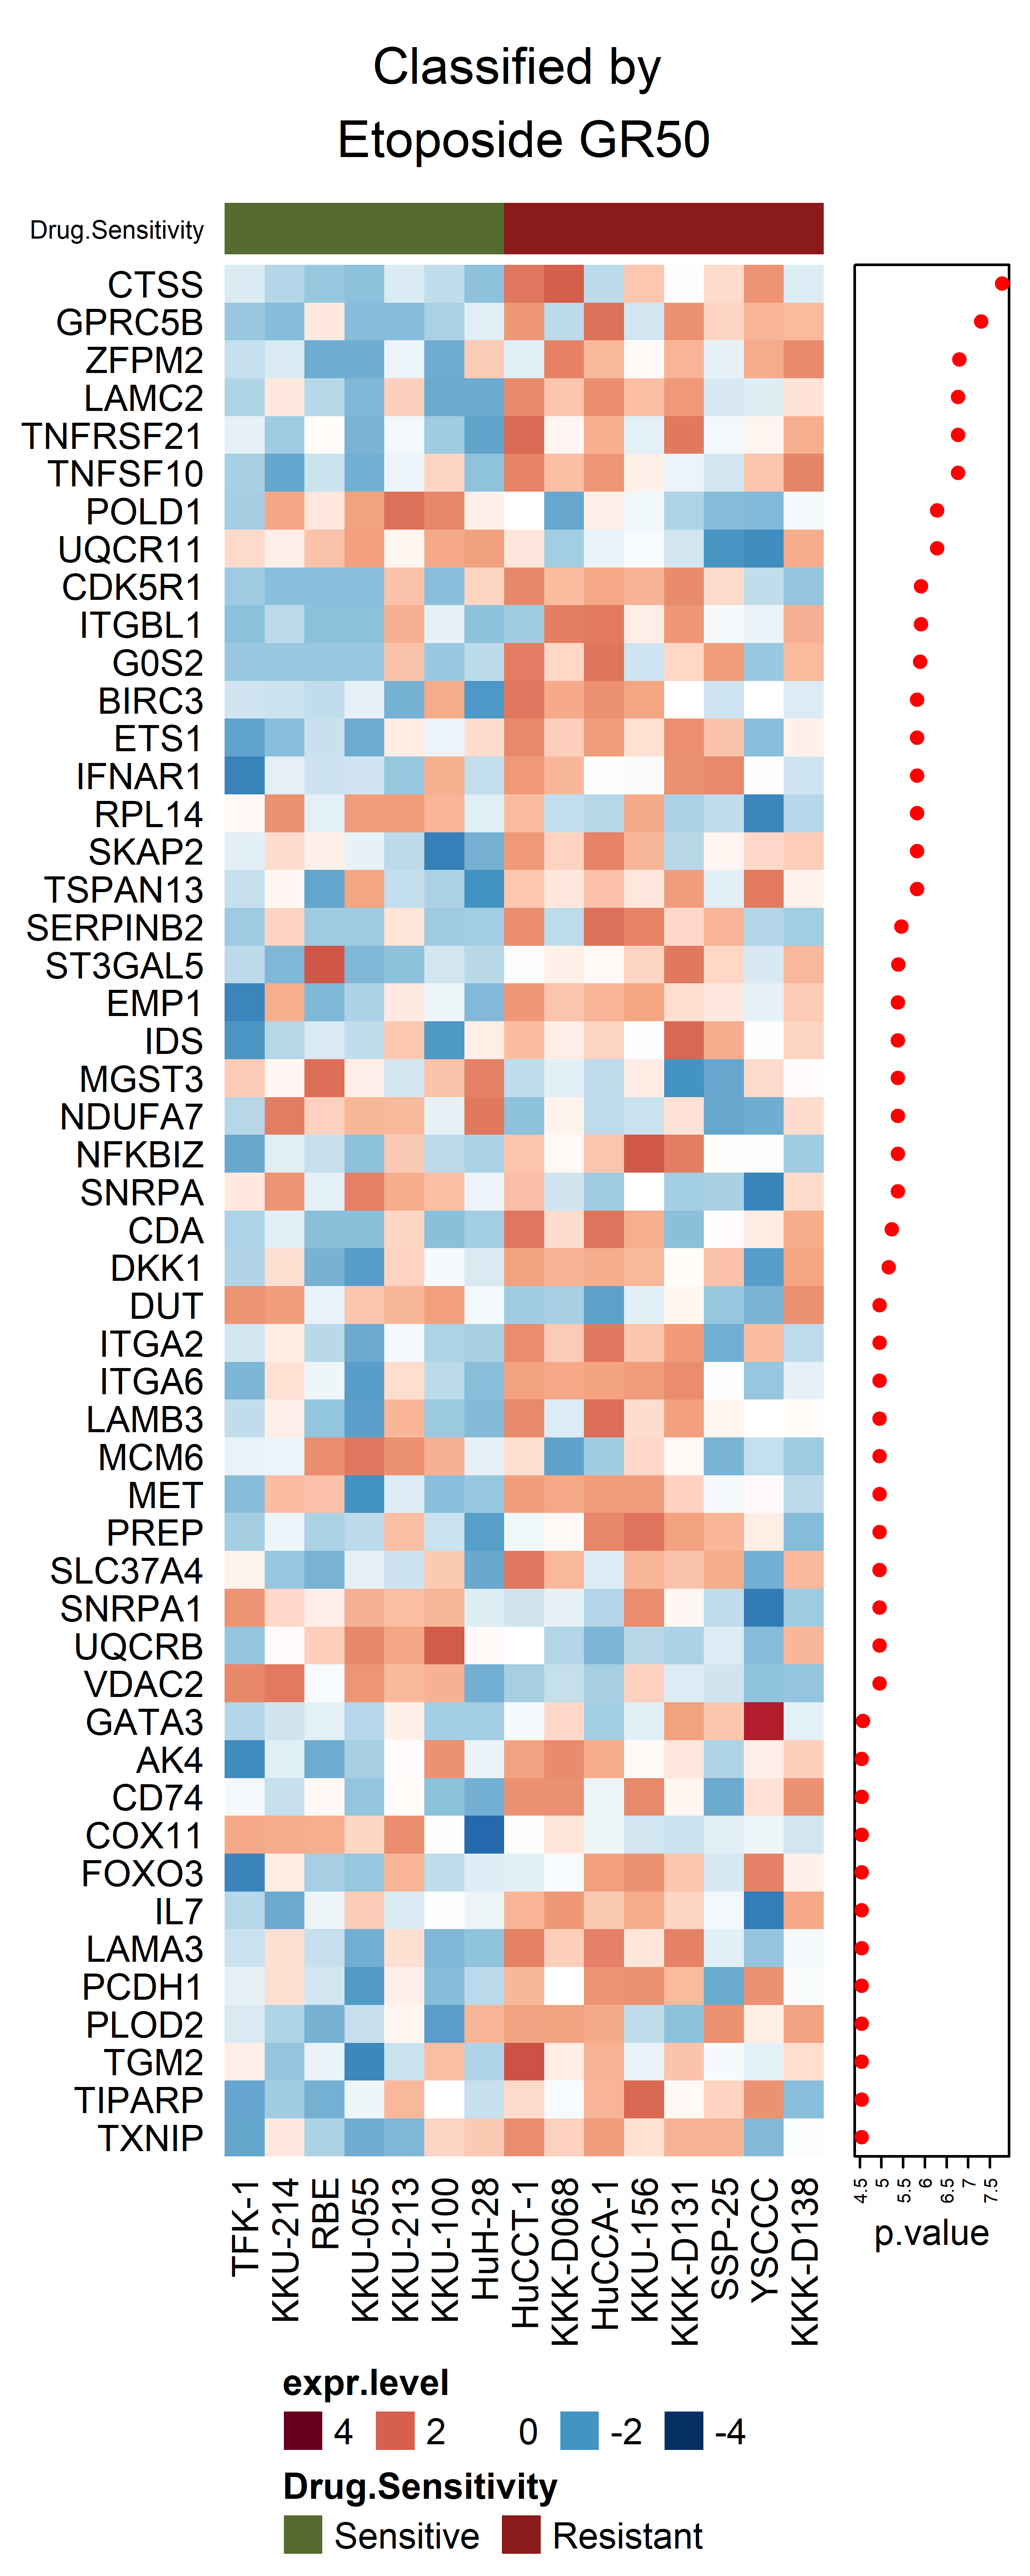 Classified by
Etoposide GR50
Drug.Sensitivity
CTSS
GPRC5B
ZFPM2
LAMC2
TNFRSF21
TNFSF10
POLD1
UQCR11
CDK5R1
ITGBL1
G0S2
BIRC3
ETS1
IFNAR1
RPL14
SKAP2
TSPAN13
SERPINB2
ST3GAL5
EMP1
IDS
MGST3
NDUFA7
NFKBIZ
SNRPA
CDA
DKK1
DUT
ITGA2
ITGA6
LAMB3
MCM6
MET
PREP
SLC37A4
SNRPA1
UQCRB
VDAC2
GATA3
AK4
CD74
COX11
FOXO3
IL7
LAMA3
PCDH1
PLOD2
TGM2
TIPARP
TXNIP
TFK-1
KKU-214
RBE
KKU-055
KKU-213
KKU-100
HuH-28
HuCCT-1
KKK-D068
HuCCA-1
KKU-156
KKK-D131
SSP-25
YSCCC
KKK-D138
4.5
5
5.5
6
6.5
7
7.5
p.value
expr.level
4 2 0 -2 -4
Drug.Sensitivity
Sensitive Resistant